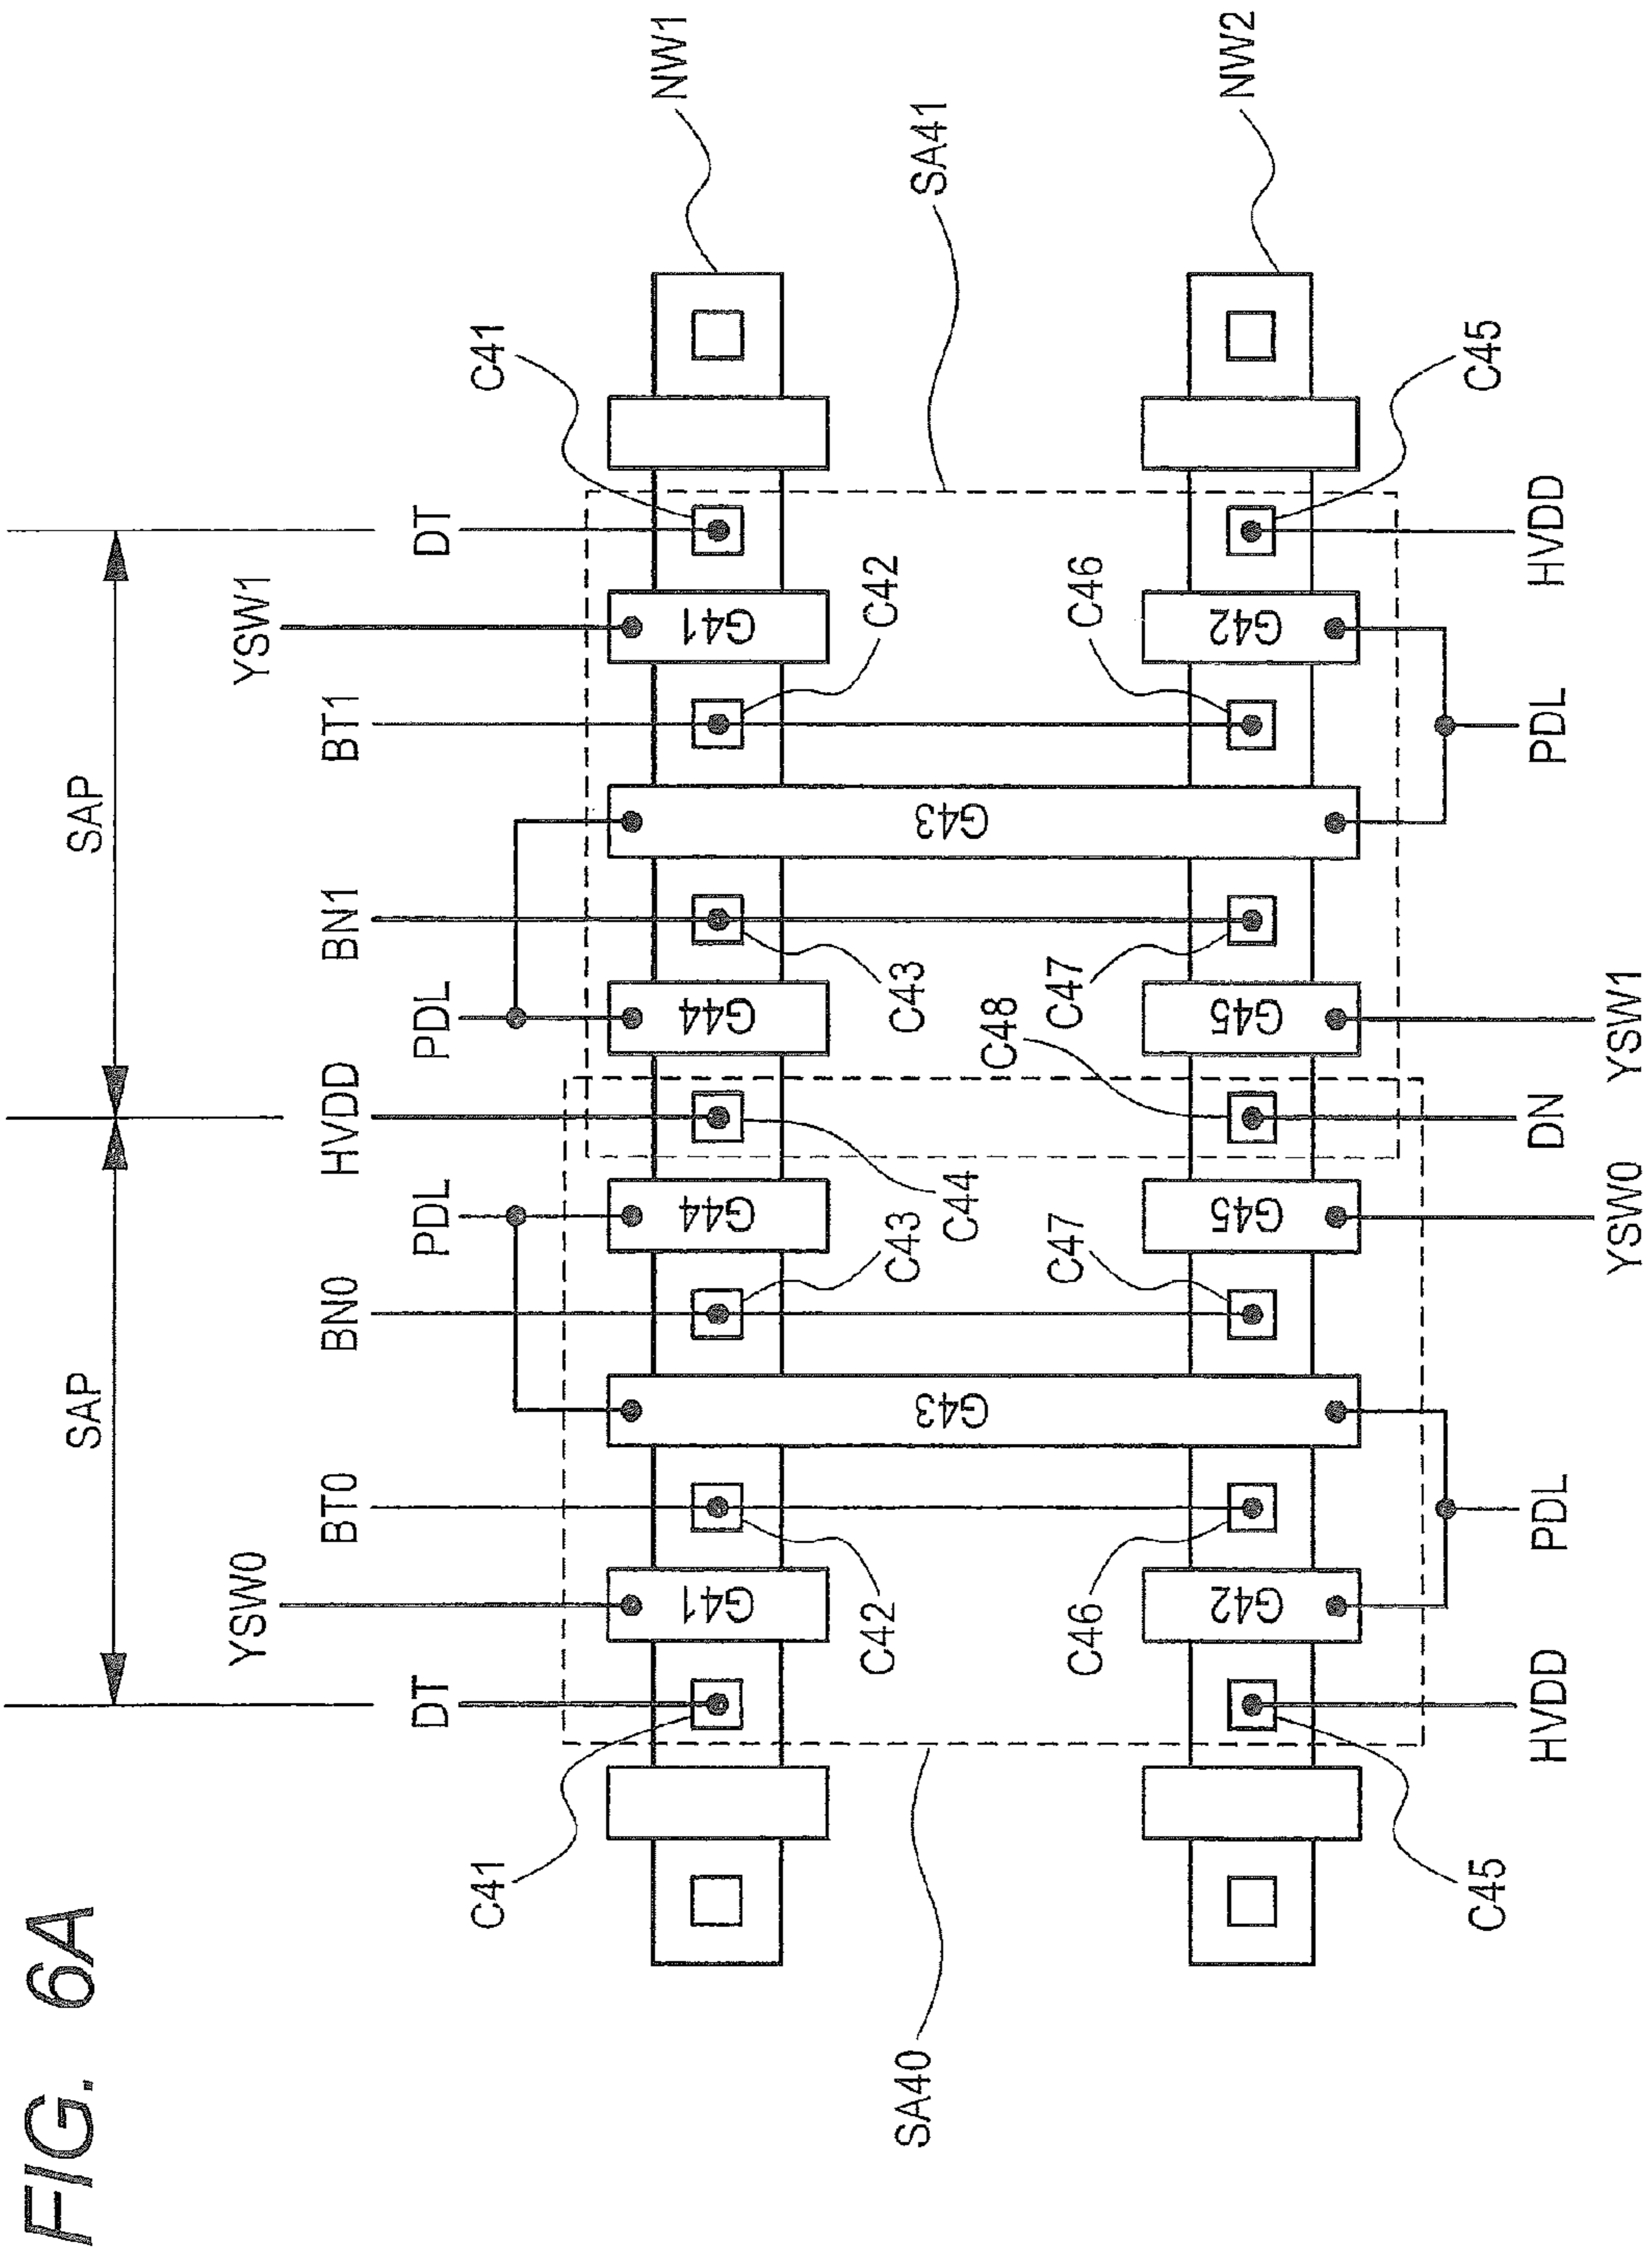 FIG. 6A
SAP SAP
YSW0 YSW1
BT0 BN0 HVDD BN1 BT1
DT PDL PDL DT
C41 C41
NW1
G41 G44 G44 G41
C42 C43 C43 C42
C44
SA40 SA41
G43 G43
C48
C46 C47 C47 C46
NW2
G42 G45 G45 G42
C45 C45
HVDD PDL DN PDL HVDD
YSW0 YSW1